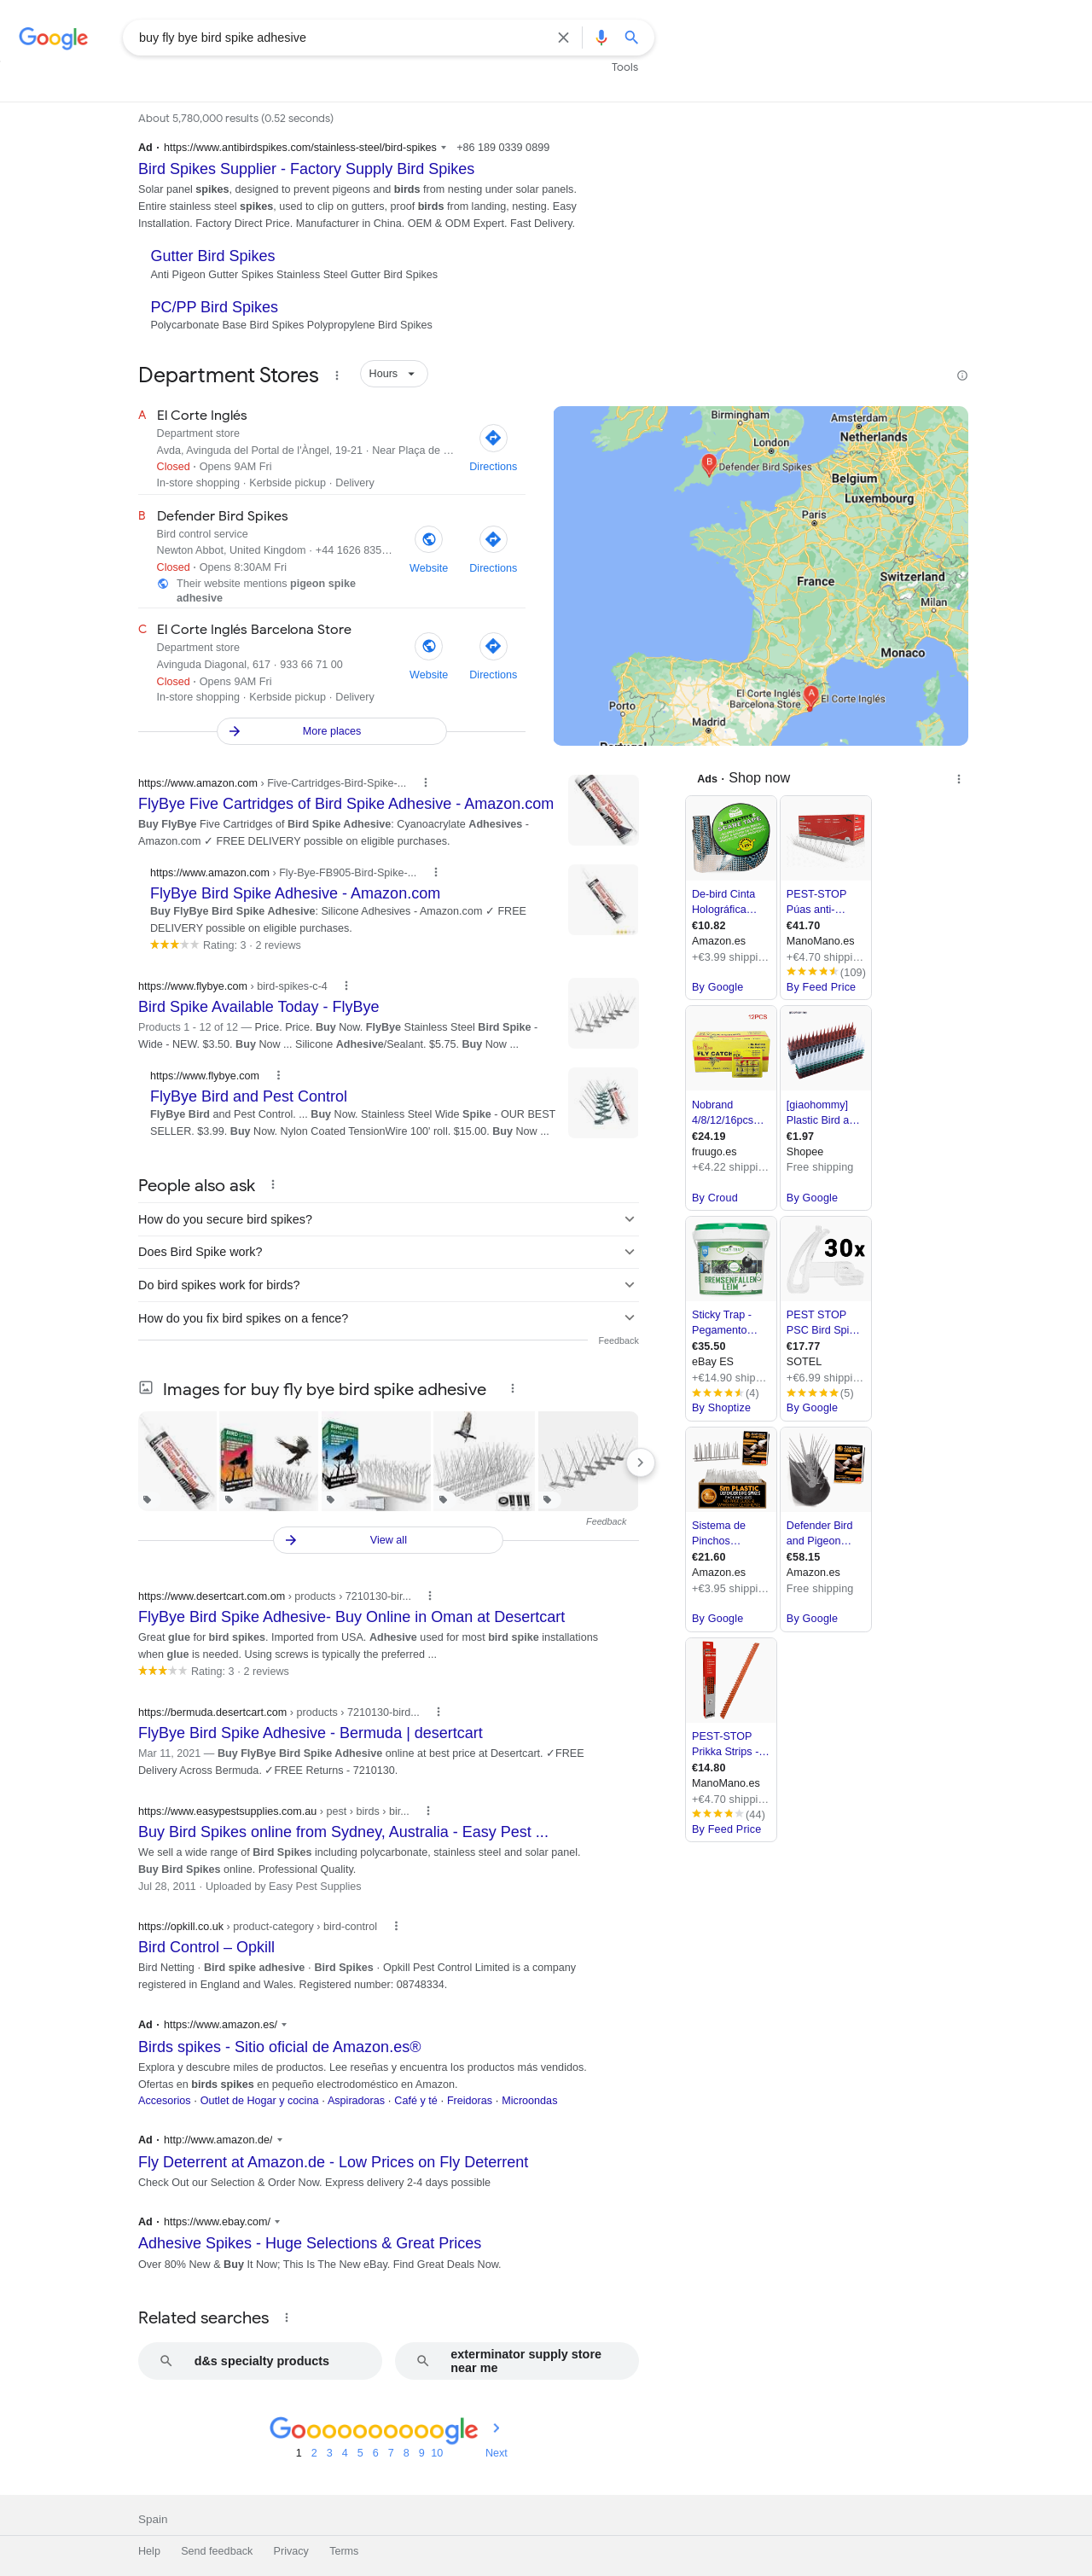 Google
buy fly bye bird spike adhesive
Tools
About 5,780,000 results (0.52 seconds)
Ad · https://www.antibirdspikes.com/stainless-steel/bird-spikes +86 189 0339 0899
Bird Spikes Supplier - Factory Supply Bird Spikes
Solar panel spikes, designed to prevent pigeons and birds from nesting under solar panels.
Entire stainless steel spikes, used to clip on gutters, proof birds from landing, nesting. Easy
Installation. Factory Direct Price. Manufacturer in China. OEM & ODM Expert. Fast Delivery.
Gutter Bird Spikes
Anti Pigeon Gutter Spikes Stainless Steel Gutter Bird Spikes
PC/PP Bird Spikes
Polycarbonate Base Bird Spikes Polypropylene Bird Spikes
Department Stores
Hours
A El Corte Inglés
Department store
Avda, Avinguda del Portal de l'Àngel, 19-21 · Near Plaça de …
Closed · Opens 9AM Fri
In-store shopping · Kerbside pickup · Delivery
Directions
B Defender Bird Spikes
Bird control service
Newton Abbot, United Kingdom · +44 1626 835…
Closed · Opens 8:30AM Fri
Their website mentions pigeon spike
adhesive
Website
Directions
C El Corte Inglés Barcelona Store
Department store
Avinguda Diagonal, 617 · 933 66 71 00
Closed · Opens 9AM Fri
In-store shopping · Kerbside pickup · Delivery
Website
Directions
More places
Birmingham
Amsterdam
London
Netherlands
B
Defender Bird Spikes
Belgium
Luxembourg
Paris
France
Switzerland
Milan
Monaco
El Corte Inglés
Barcelona Store
A
El Corte Inglés
Porto
Madrid
Portugal
https://www.amazon.com › Five-Cartridges-Bird-Spike-...
FlyBye Five Cartridges of Bird Spike Adhesive - Amazon.com
Buy FlyBye Five Cartridges of Bird Spike Adhesive: Cyanoacrylate Adhesives -
Amazon.com ✓ FREE DELIVERY possible on eligible purchases.
https://www.amazon.com › Fly-Bye-FB905-Bird-Spike-...
FlyBye Bird Spike Adhesive - Amazon.com
Buy FlyBye Bird Spike Adhesive: Silicone Adhesives - Amazon.com ✓ FREE
DELIVERY possible on eligible purchases.
Rating: 3 · 2 reviews
https://www.flybye.com › bird-spikes-c-4
Bird Spike Available Today - FlyBye
Products 1 - 12 of 12 — Price. Price. Buy Now. FlyBye Stainless Steel Bird Spike -
Wide - NEW. $3.50. Buy Now ... Silicone Adhesive/Sealant. $5.75. Buy Now ...
https://www.flybye.com
FlyBye Bird and Pest Control
FlyBye Bird and Pest Control. ... Buy Now. Stainless Steel Wide Spike - OUR BEST
SELLER. $3.99. Buy Now. Nylon Coated TensionWire 100' roll. $15.00. Buy Now ...
People also ask
How do you secure bird spikes?
Does Bird Spike work?
Do bird spikes work for birds?
How do you fix bird spikes on a fence?
Feedback
Images for buy fly bye bird spike adhesive
BIRD SPIKES
BIRD SPIKES
Feedback
View all
https://www.desertcart.com.om › products › 7210130-bir...
FlyBye Bird Spike Adhesive- Buy Online in Oman at Desertcart
Great glue for bird spikes. Imported from USA. Adhesive used for most bird spike installations
when glue is needed. Using screws is typically the preferred ...
Rating: 3 · 2 reviews
https://bermuda.desertcart.com › products › 7210130-bird...
FlyBye Bird Spike Adhesive - Bermuda | desertcart
Mar 11, 2021 — Buy FlyBye Bird Spike Adhesive online at best price at Desertcart. ✓FREE
Delivery Across Bermuda. ✓FREE Returns - 7210130.
https://www.easypestsupplies.com.au › pest › birds › bir...
Buy Bird Spikes online from Sydney, Australia - Easy Pest ...
We sell a wide range of Bird Spikes including polycarbonate, stainless steel and solar panel.
Buy Bird Spikes online. Professional Quality.
Jul 28, 2011 · Uploaded by Easy Pest Supplies
https://opkill.co.uk › product-category › bird-control
Bird Control – Opkill
Bird Netting · Bird spike adhesive · Bird Spikes · Opkill Pest Control Limited is a company
registered in England and Wales. Registered number: 08748334.
Ad · https://www.amazon.es/
Birds spikes - Sitio oficial de Amazon.es®
Explora y descubre miles de productos. Lee reseñas y encuentra los productos más vendidos.
Ofertas en birds spikes en pequeño electrodoméstico en Amazon.
Accesorios · Outlet de Hogar y cocina · Aspiradoras · Café y té · Freidoras · Microondas
Ad · http://www.amazon.de/
Fly Deterrent at Amazon.de - Low Prices on Fly Deterrent
Check Out our Selection & Order Now. Express delivery 2-4 days possible
Ad · https://www.ebay.com/
Adhesive Spikes - Huge Selections & Great Prices
Over 80% New & Buy It Now; This Is The New eBay. Find Great Deals Now.
Related searches
d&s specialty products
exterminator supply store
near me
Ads · Shop now
De-bird Cinta
Holográfica…
€10.82
Amazon.es
+€3.99 shippi…
By Google
PEST-STOP
Púas anti-…
€41.70
ManoMano.es
+€4.70 shippi…
(109)
By Feed Price
12PCS
FLY CATCH
Nobrand
4/8/12/16pcs…
€24.19
fruugo.es
+€4.22 shippi…
By Croud
[giaohommy]
Plastic Bird a…
€1.97
Shopee
Free shipping
By Google
BREMSENFALLEN
LEIM
Sticky Trap -
Pegamento…
€35.50
eBay ES
+€14.90 ship…
(4)
By Shoptize
30x
PEST STOP
PSC Bird Spi…
€17.77
SOTEL
+€6.99 shippi…
(5)
By Google
5m PLASTIC
Sistema de
Pinchos…
€21.60
Amazon.es
+€3.95 shippi…
By Google
Defender Bird
and Pigeon…
€58.15
Amazon.es
Free shipping
By Google
PEST-STOP
Prikka Strips -…
€14.80
ManoMano.es
+€4.70 shippi…
(44)
By Feed Price
Goooooooooogle
1 2 3 4 5 6 7 8 9 10 Next
Spain
Help Send feedback Privacy Terms